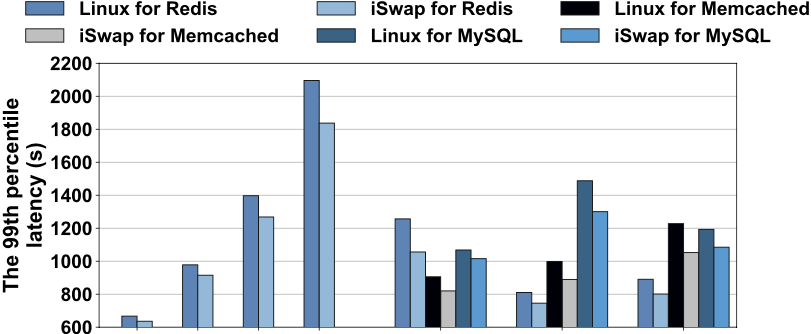 Linux for Redis
iSwap for Redis
Linux for Memcached
iSwap for Memcached
Linux for MySQL
iSwap for MySQL
The 99th percentile
latency (s)
2200
2000
1800
1600
1400
1200
1000
800
600